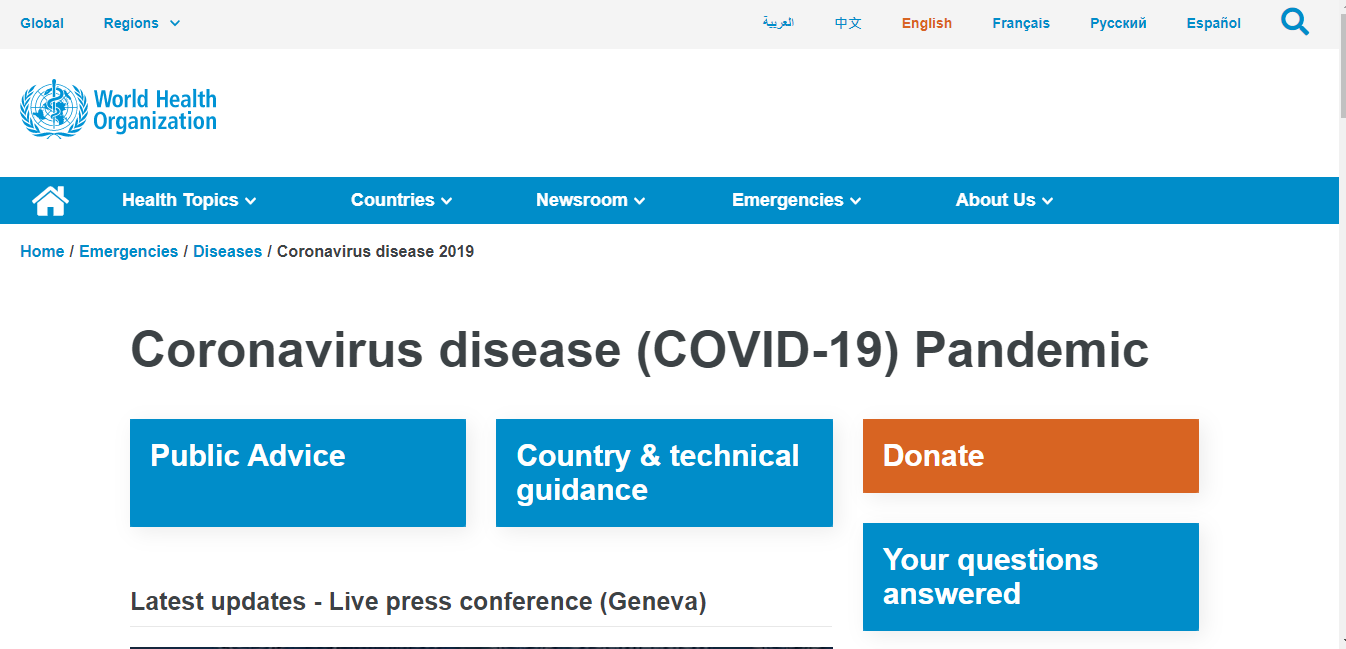 Global Regions العربية 中文 English Français Русский Español
World Health
Organization
Health Topics Countries Newsroom Emergencies About Us
Home / Emergencies / Diseases / Coronavirus disease 2019
Coronavirus disease (COVID-19) Pandemic
Public Advice
Country & technical
guidance
Donate
Your questions
answered
Latest updates - Live press conference (Geneva)